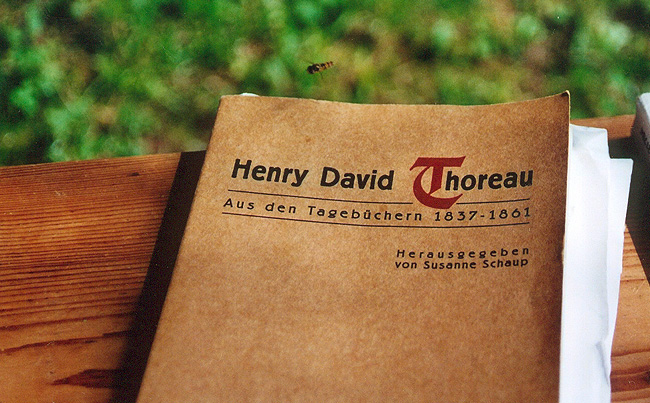 Henry David Thoreau
Aus den Tagebüchern 1837-1861
Herausgegeben
von Susanne Schaup